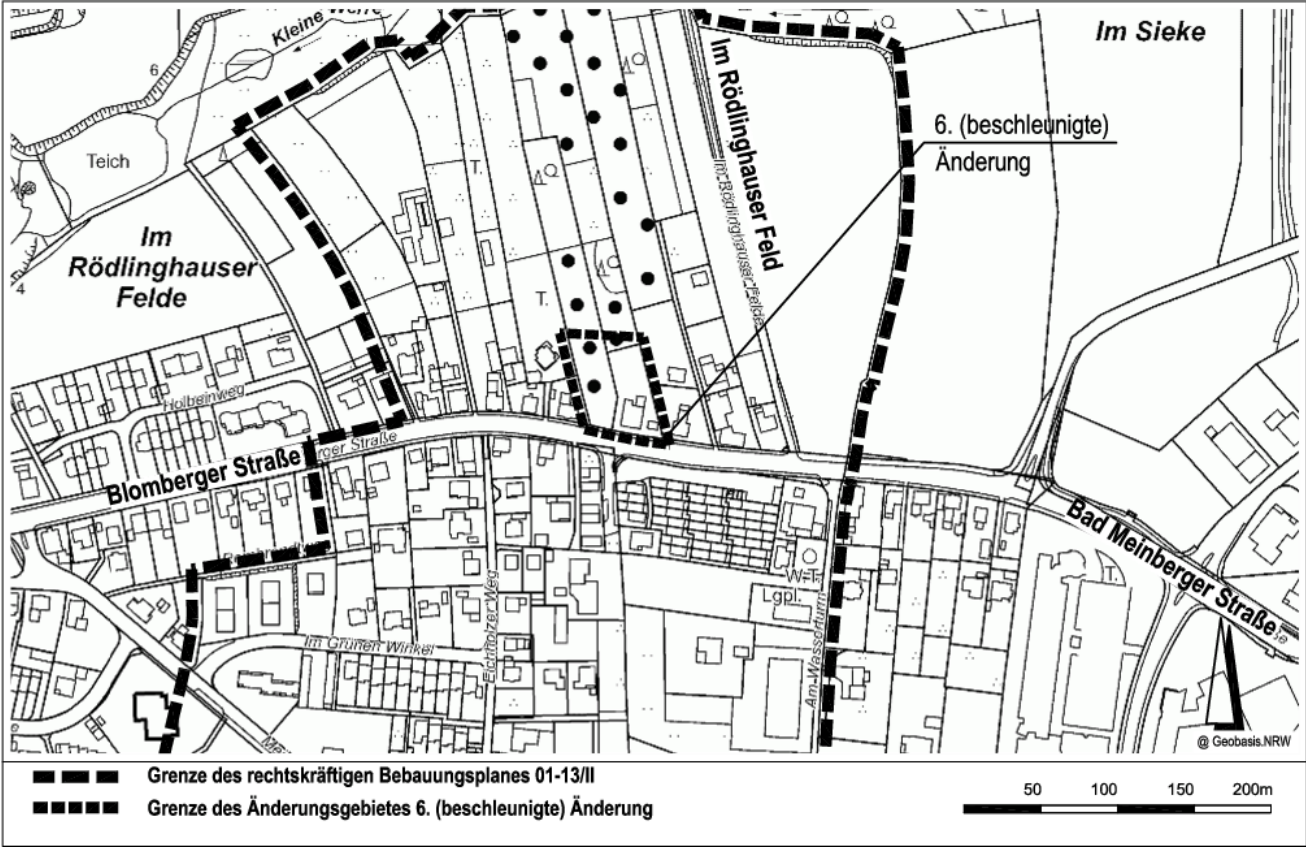 Kleine Werre
Im Sieke
6
Teich
Im Rödlinghauser Feld
Im Rödlinghauser Felde
6. (beschleunigte)
Änderung
T.
Im
Rödlinghauser
Felde
4
T.
Holbeinweg
Blomberger Straße
rger Straße
Bad Meinberger Straße
se
W.-T.
Lgpl.
T.
Im Grünen Winkel
Eichholzer Weg
Am Wasserturm
@ Geobasis.NRW
Grenze des rechtskräftigen Bebauungsplanes 01-13/II
Grenze des Änderungsgebietes 6. (beschleunigte) Änderung
50 100 150 200m